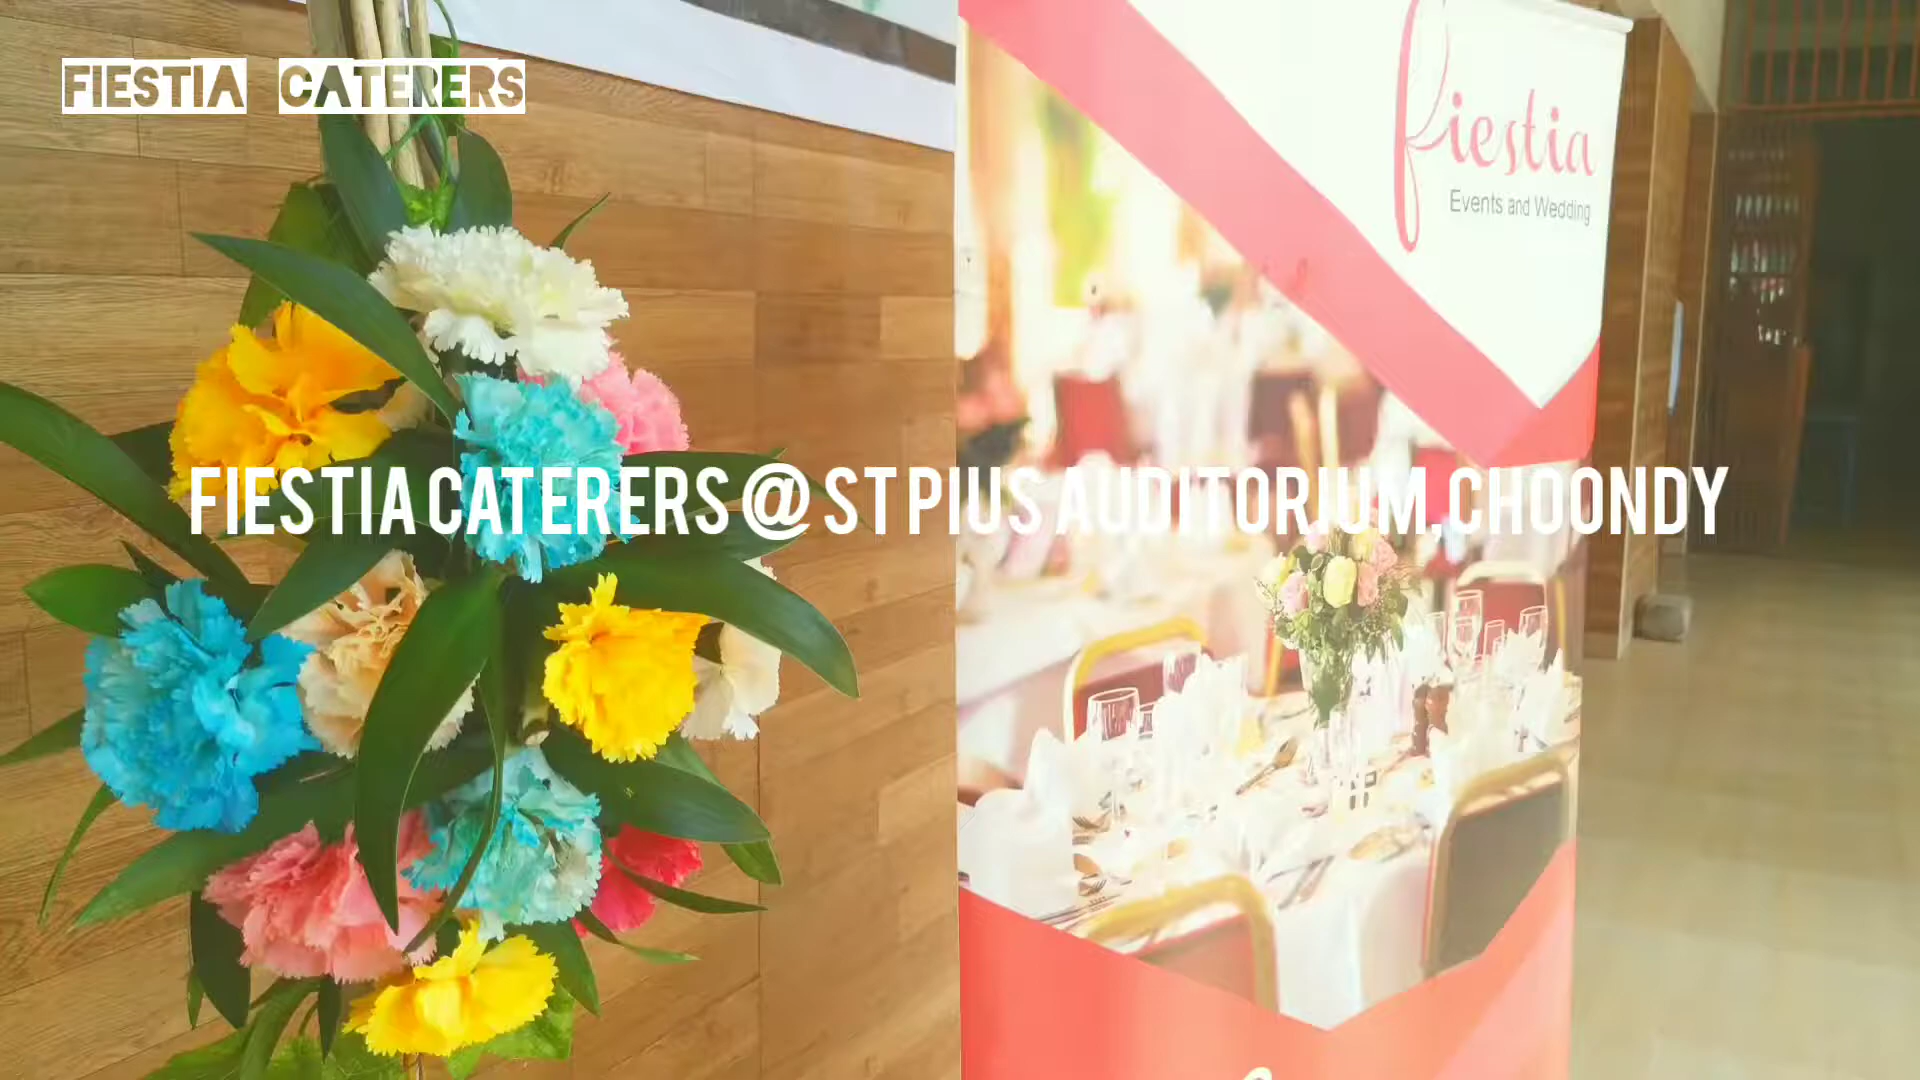 FIESTIA CATERERS
fiestia
Events and Wedding
FIESTIA CATERERS @ ST PIUS AUDITORIUM, CHOONDY